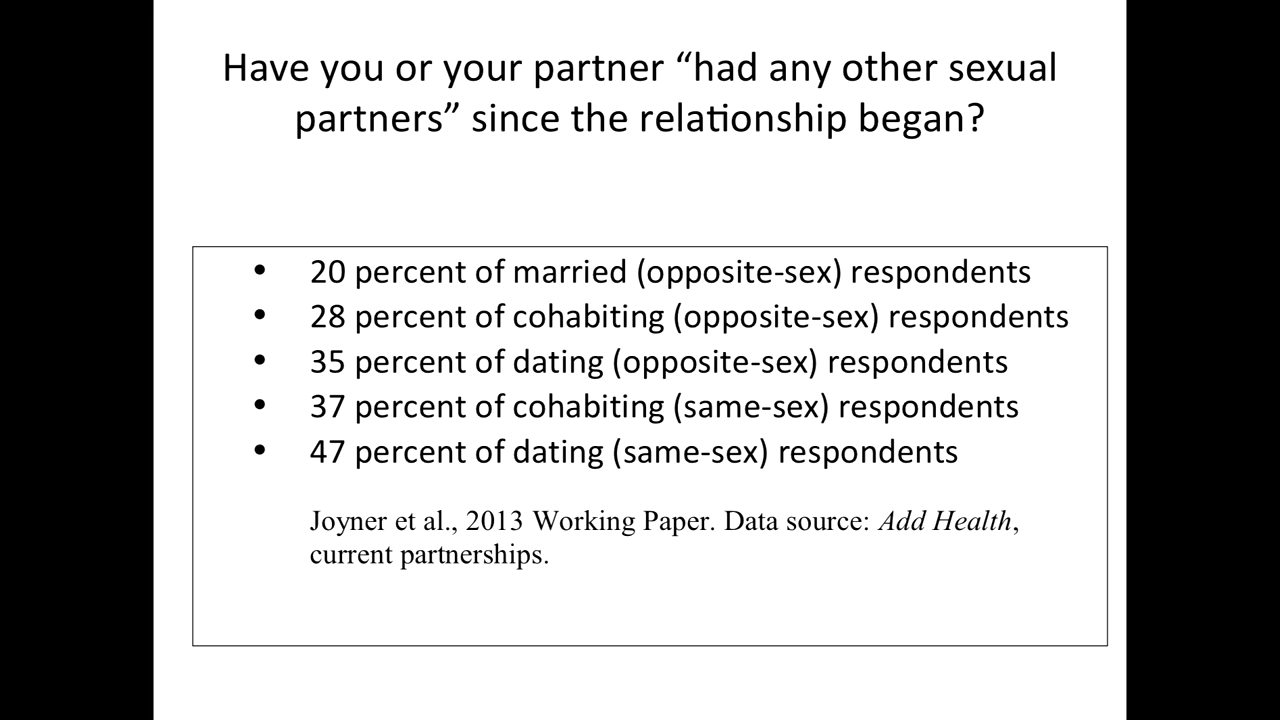 Have you or your partner “had any other sexual
partners” since the relationship began?
• 20 percent of married (opposite-sex) respondents
• 28 percent of cohabiting (opposite-sex) respondents
• 35 percent of dating (opposite-sex) respondents
• 37 percent of cohabiting (same-sex) respondents
• 47 percent of dating (same-sex) respondents
Joyner et al., 2013 Working Paper. Data source: Add Health,
current partnerships.